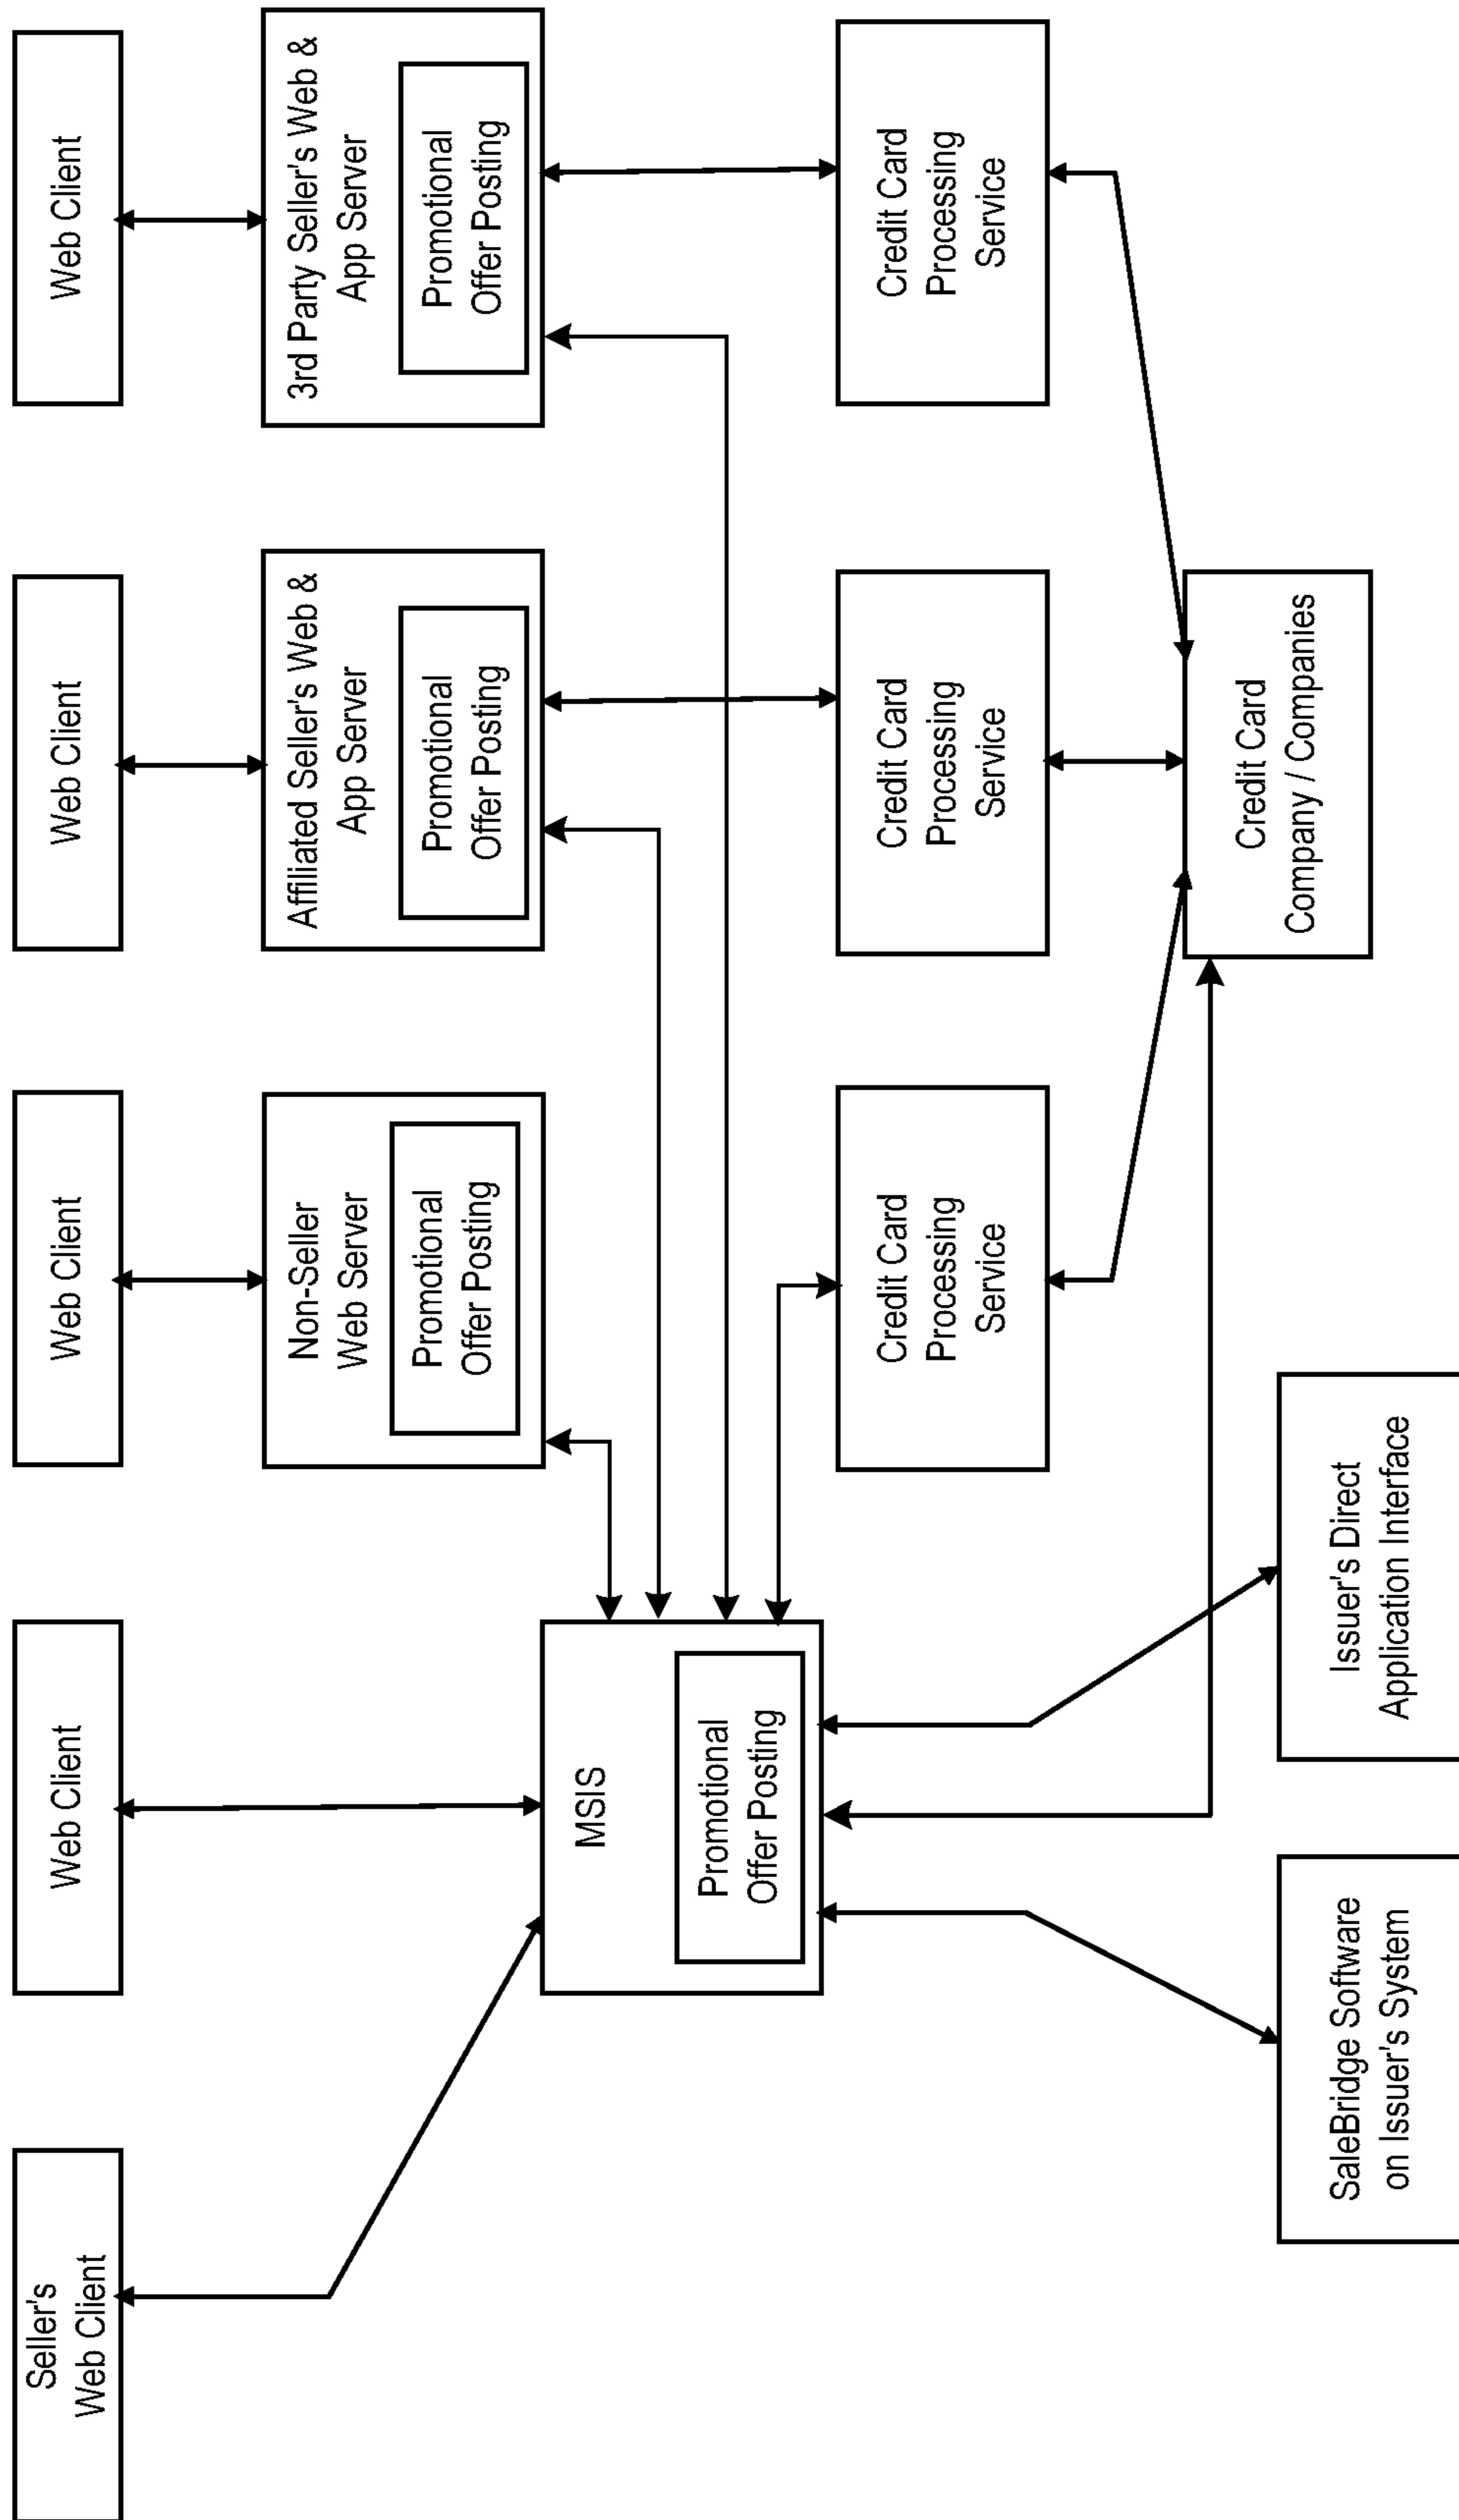 Seller's
Web Client
Web Client
Web Client
Web Client
Web Client
Non-Seller
Web Server
Promotional
Offer Posting
Affiliated Seller's Web &
App Server
Promotional
Offer Posting
3rd Party Seller's Web &
App Server
Promotional
Offer Posting
MSIS
Promotional
Offer Posting
Credit Card
Processing
Service
Credit Card
Processing
Service
Credit Card
Processing
Service
Credit Card
Company / Companies
SaleBridge Software
on Issuer's System
Issuer's Direct
Application Interface